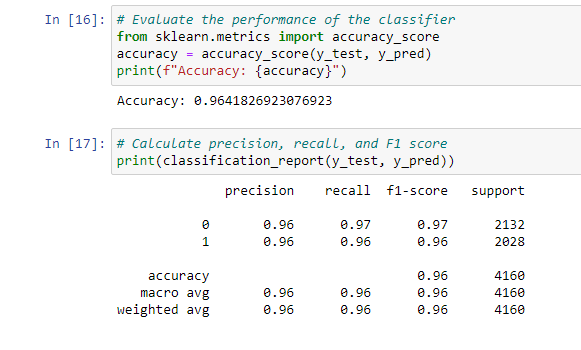 In [16]: # Evaluate the performance of the classifier
from sklearn.metrics import accuracy_score
accuracy = accuracy_score(y_test, y_pred)
print(f"Accuracy: {accuracy}")
Accuracy: 0.9641826923076923
In [17]: # Calculate precision, recall, and F1 score
print(classification_report(y_test, y_pred))
precision recall f1-score support
0 0.96 0.97 0.97 2132
1 0.96 0.96 0.96 2028
accuracy 0.96 4160
macro avg 0.96 0.96 0.96 4160
weighted avg 0.96 0.96 0.96 4160